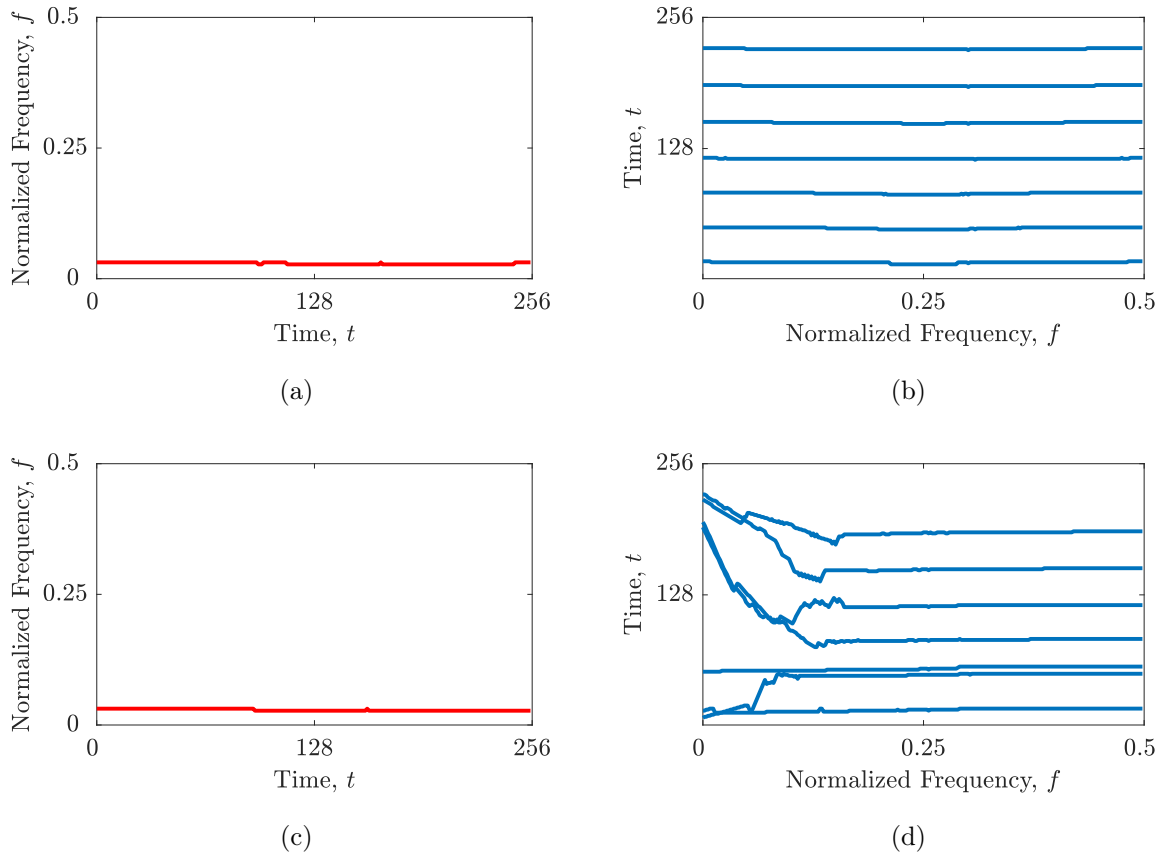 0.5
0.25
0
Normalized Frequency, f
0 128 256
Time, t
(a)
256
128
Time, t
0 0.25 0.5
Normalized Frequency, f
(b)
0.5
0.25
0
Normalized Frequency, f
0 128 256
Time, t
(c)
256
128
Time, t
0 0.25 0.5
Normalized Frequency, f
(d)